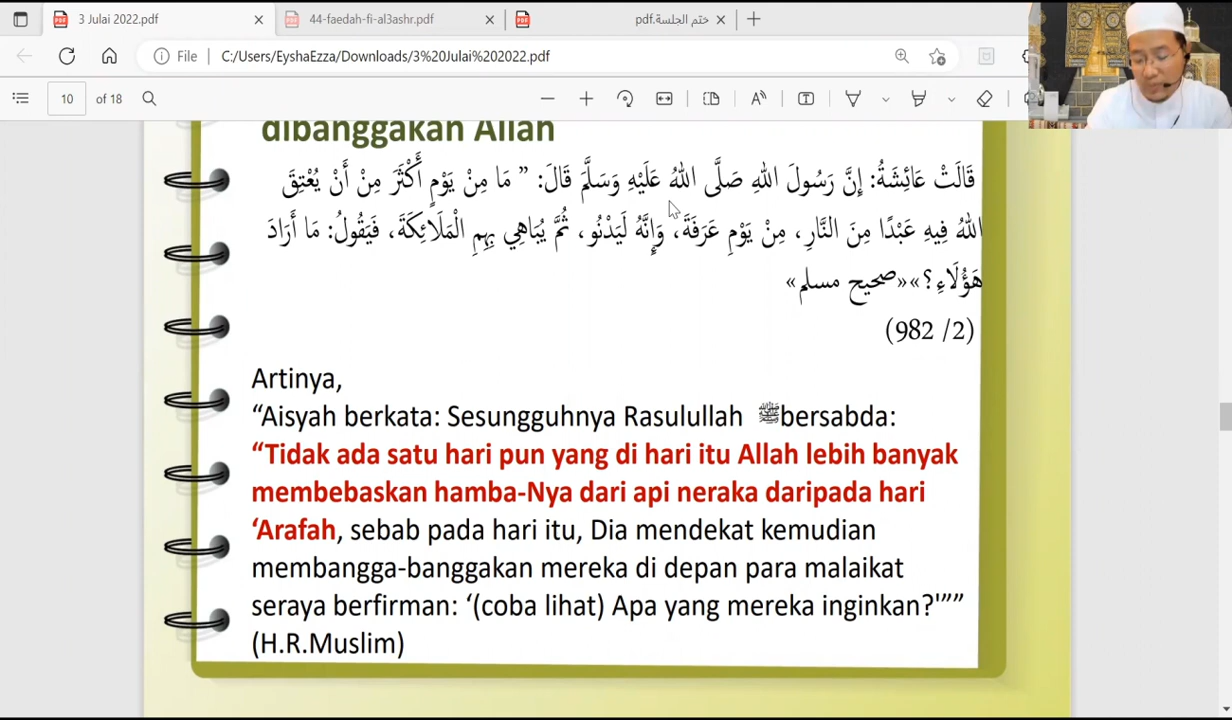 3 Julai 2022.pdf
44-faedah-fi-al3ashr.pdf
ختم الجلسة.pdf
File
C:/Users/EyshaEzza/Downloads/3%20Julai%202022.pdf
10 of 18
dibanggakan Allah
قَالَتْ عَائِشَةُ: إِنَّ رَسُولَ اللهِ صَلَّى اللهُ عَلَيْهِ وَسَلَّمَ قَالَ: ” مَا مِنْ يَوْمٍ أَكْثَرَ مِنْ أَنْ يُعْتِقَ
اللهُ فِيهِ عَبْدًا مِنَ النَّارِ، مِنْ يَوْمِ عَرَفَةَ، وَإِنَّهُ لَيَدْنُو، ثُمَّ يُبَاهِي بِهِمِ الْمَلَائِكَةَ، فَيَقُولُ: مَا أَرَادَ
هَؤُلَاءِ؟»«صحيح مسلم»
(2/ 982)
Artinya,
“Aisyah berkata: Sesungguhnya Rasulullah ﷺbersabda:
“Tidak ada satu hari pun yang di hari itu Allah lebih banyak
membebaskan hamba-Nya dari api neraka daripada hari
‘Arafah, sebab pada hari itu, Dia mendekat kemudian
membangga-banggakan mereka di depan para malaikat
seraya berfirman: ‘(coba lihat) Apa yang mereka inginkan?'””
(H.R.Muslim)